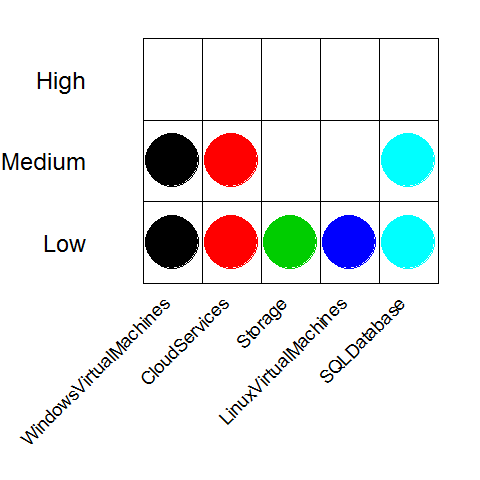 High
Medium
Low
WindowsVirtualMachines
CloudServices
Storage
LinuxVirtualMachines
SQLDatabase